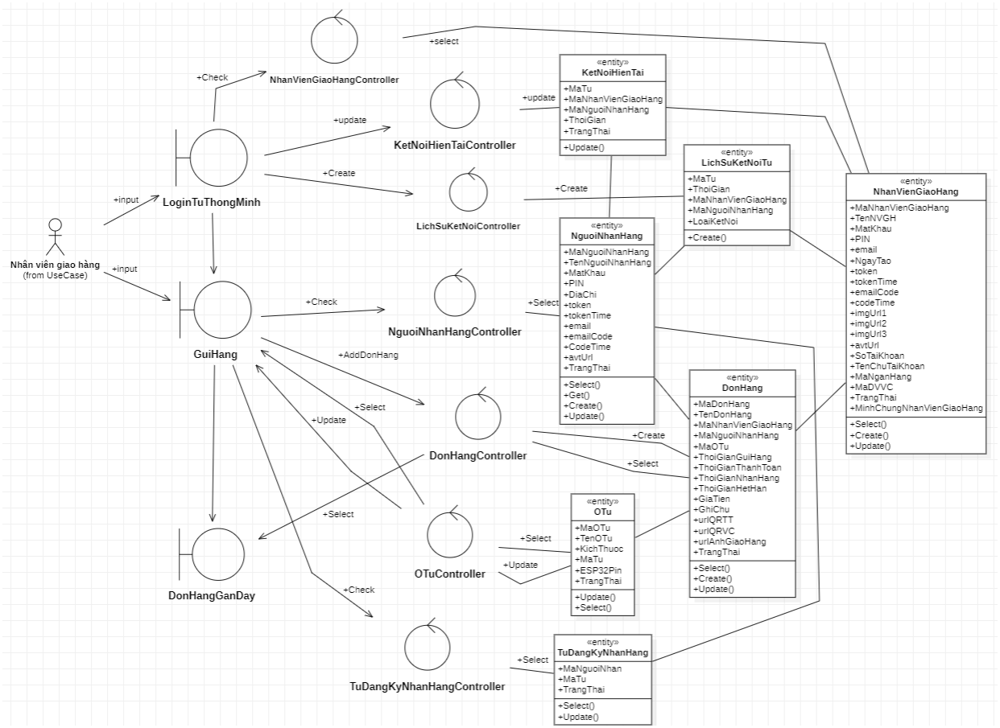 +select
+Check
NhanVienGiaoHangController
«entity»
KetNoiHienTai
+MaTu
+MaNhanVienGiaoHang
+MaNguoiNhanHang
+ThoiGian
+TrangThai
+Update()
+update
+update
KetNoiHienTaiController
«entity»
LichSuKetNoiTu
+MaTu
+ThoiGian
+MaNhanVienGiaoHang
+MaNguoiNhanHang
+LoaiKetNoi
+Create()
+Create
+Create
LichSuKetNoiController
«entity»
NhanVienGiaoHang
+MaNhanVienGiaoHang
+TenNVGH
+MatKhau
+PIN
+email
+NgayTao
+token
+tokenTime
+emailCode
+codeTime
+imgUrl1
+imgUrl2
+imgUrl3
+avtUrl
+SoTaiKhoan
+TenChuTaiKhoan
+MaNganHang
+MaDVVC
+TrangThai
+MinhChungNhanVienGiaoHang
+Select()
+Create()
+Update()
+input
LoginTuThongMinh
Nhân viên giao hàng
(from UseCase)
+input
«entity»
NguoiNhanHang
+MaNguoiNhanHang
+TenNguoiNhanHang
+MatKhau
+PIN
+DiaChi
+token
+tokenTime
+email
+emailCode
+CodeTime
+avtUrl
+TrangThai
+Select()
+Get()
+Create()
+Update()
+Check
+Select
NguoiNhanHangController
GuiHang
+AddDonHang
«entity»
DonHang
+MaDonHang
+TenDonHang
+MaNhanVienGiaoHang
+MaNguoiNhanHang
+MaOTu
+ThoiGianGuiHang
+ThoiGianThanhToan
+ThoiGianNhanHang
+ThoiGianHetHan
+GiaTien
+GhiChu
+urlQRTT
+urlQRVC
+urlAnhGiaoHang
+TrangThai
+Select()
+Create()
+Update()
+Select
+Update
+Create
DonHangController
+Select
+Select
«entity»
OTu
+MaOTu
+TenOTu
+KichThuoc
+MaTu
+ESP32Pin
+TrangThai
+Update()
+Select()
+Select
+Update
OTuController
DonHangGanDay
+Check
«entity»
TuDangKyNhanHang
+MaNguoiNhan
+MaTu
+TrangThai
+Select()
+Update()
+Select
TuDangKyNhanHangController